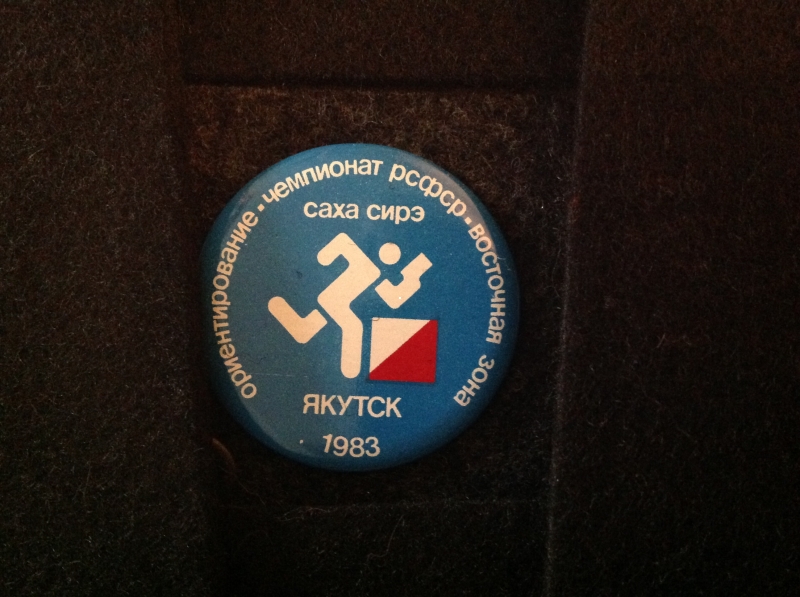 ориентирование • чемпионат рсфср • восточная зона
саха сирэ
ЯКУТСК
1983